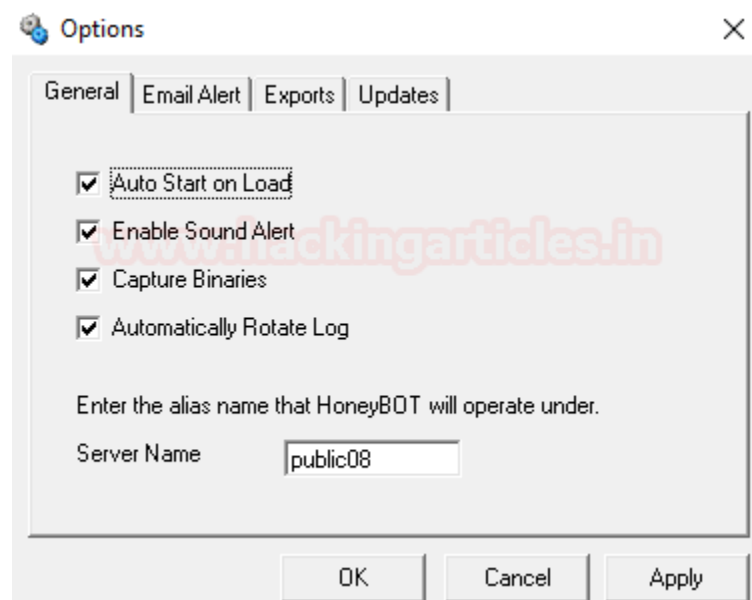 Options
General Email Alert Exports Updates
Auto Start on Load
www.hackingarticles.in
Enable Sound Alert
Capture Binaries
Automatically Rotate Log
Enter the alias name that HoneyBOT will operate under.
Server Name public08
OK Cancel Apply